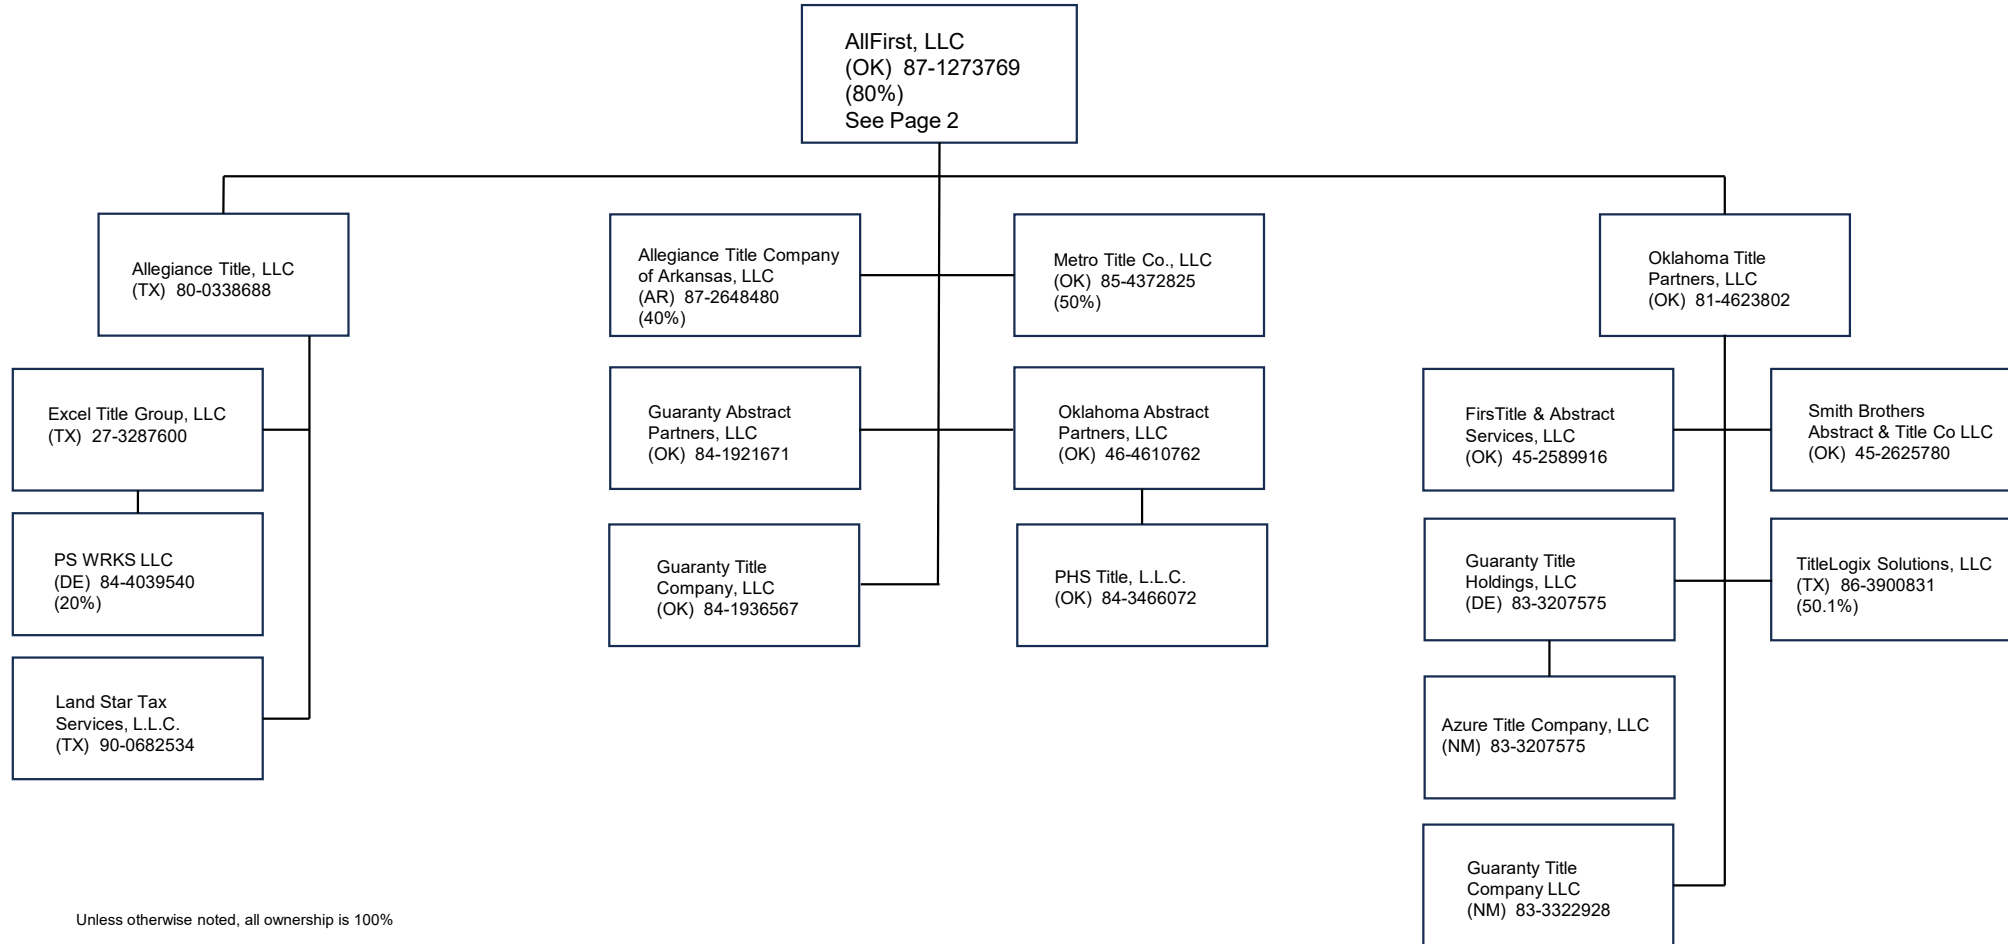 AllFirst, LLC
(OK) 87-1273769
(80%)
See Page 2
Allegiance Title, LLC
(TX) 80-0338688
Excel Title Group, LLC
(TX) 27-3287600
PS WRKS LLC
(DE) 84-4039540
(20%)
Land Star Tax
Services, L.L.C.
(TX) 90-0682534
Allegiance Title Company
of Arkansas, LLC
(AR) 87-2648480
(40%)
Metro Title Co., LLC
(OK) 85-4372825
(50%)
Guaranty Abstract
Partners, LLC
(OK) 84-1921671
Oklahoma Abstract
Partners, LLC
(OK) 46-4610762
Guaranty Title
Company, LLC
(OK) 84-1936567
PHS Title, L.L.C.
(OK) 84-3466072
Oklahoma Title
Partners, LLC
(OK) 81-4623802
FirsTitle & Abstract
Services, LLC
(OK) 45-2589916
Smith Brothers
Abstract & Title Co LLC
(OK) 45-2625780
Guaranty Title
Holdings, LLC
(DE) 83-3207575
TitleLogix Solutions, LLC
(TX) 86-3900831
(50.1%)
Azure Title Company, LLC
(NM) 83-3207575
Guaranty Title
Company LLC
(NM) 83-3322928
Unless otherwise noted, all ownership is 100%